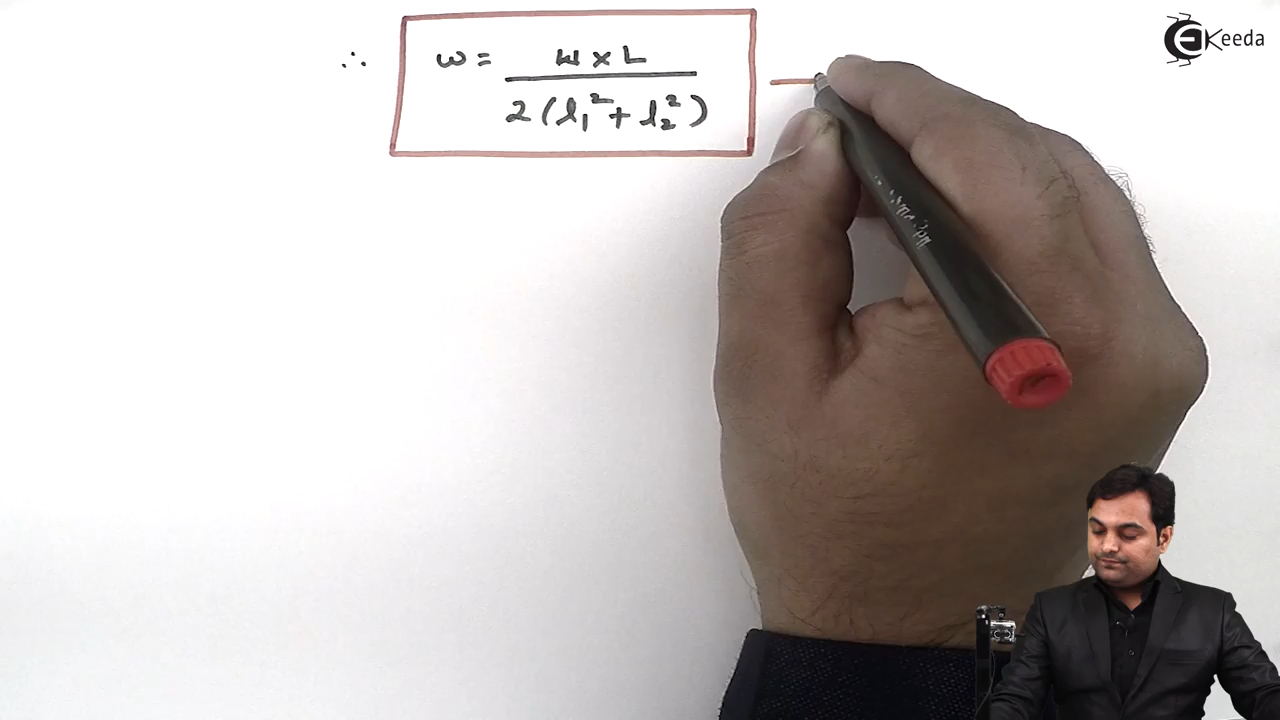 ∴ w = W × L
2 (l₁² + l₂²)
EKeeda